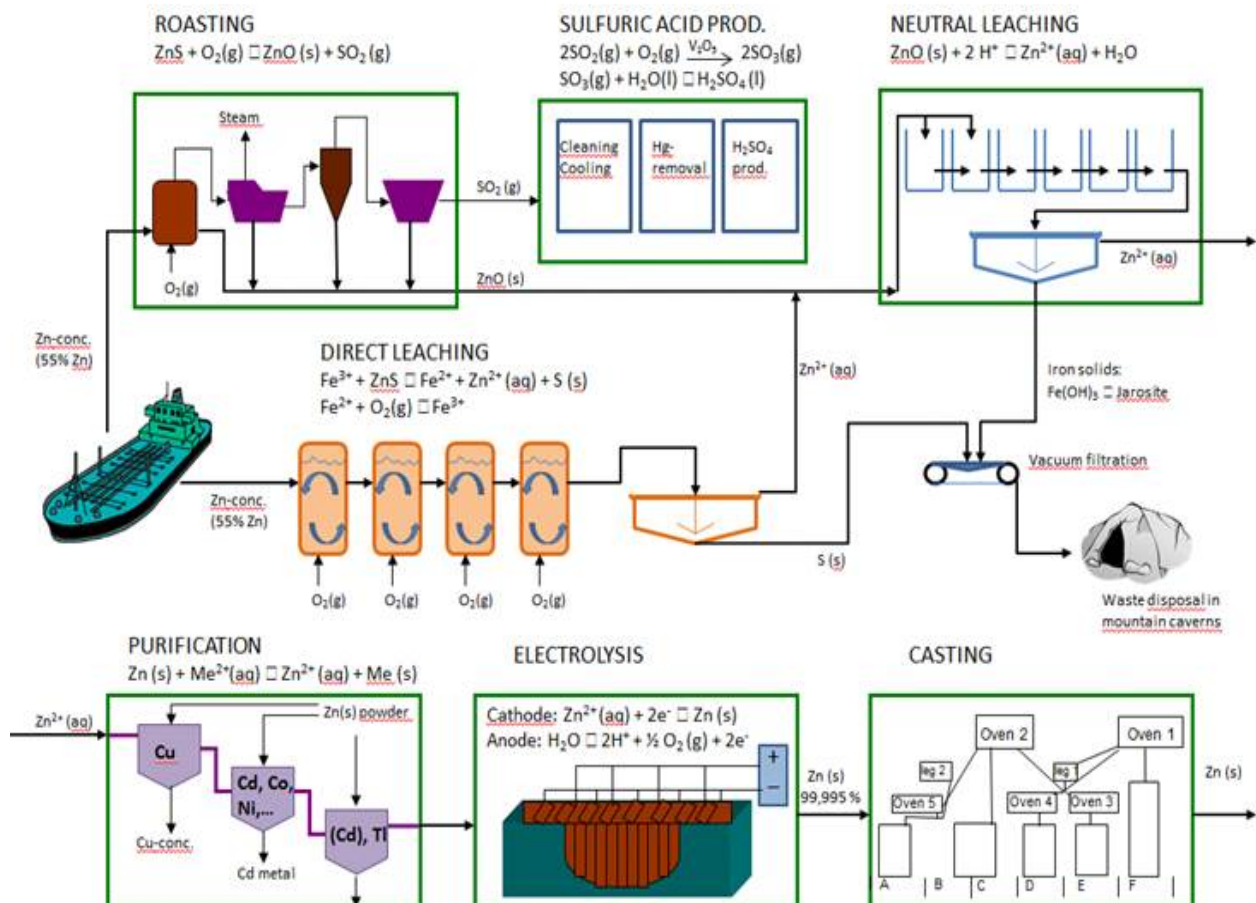 ROASTING
ZnS + O₂(g) □ ZnO (s) + SO₂ (g)
SULFURIC ACID PROD.
2SO₂(g) + O₂(g) V₂O₅ → 2SO₃(g)
SO₃(g) + H₂O(l) □ H₂SO₄ (l)
NEUTRAL LEACHING
ZnO (s) + 2 H⁺ □ Zn²⁺ (aq) + H₂O
Steam
O₂(g)
SO₂ (g)
Cleaning
Cooling
Hg-
removal
H₂SO₄
prod.
Zn²⁺ (aq)
ZnO (s)
Zn-conc.
(55% Zn)
DIRECT LEACHING
Fe³⁺ + ZnS □ Fe²⁺ + Zn²⁺ (aq) + S (s)
Fe²⁺ + O₂(g) □ Fe³⁺
Zn²⁺ (aq)
Iron solids:
Fe(OH)₃ □ Jarosite
Vacuum filtration
Zn-conc.
(55% Zn)
S (s)
O₂(g)
O₂(g)
O₂(g)
O₂(g)
Waste disposal in
mountain caverns
PURIFICATION
Zn (s) + Me²⁺(aq) □ Zn²⁺ (aq) + Me (s)
Zn²⁺ (aq)
Zn(s) powder
Cu
Cd, Co,
Ni,...
(Cd), Tl
Cu-conc.
Cd metal
ELECTROLYSIS
Cathode: Zn²⁺ (aq) + 2e⁻ □ Zn (s)
Anode: H₂O □ 2H⁺ + ½ O₂ (g) + 2e⁻
+
–
Zn (s)
99,995 %
CASTING
Oven 2
Oven 1
leg 2
leg 1
Oven 5
Oven 4
Oven 3
A B C D E F
Zn (s)